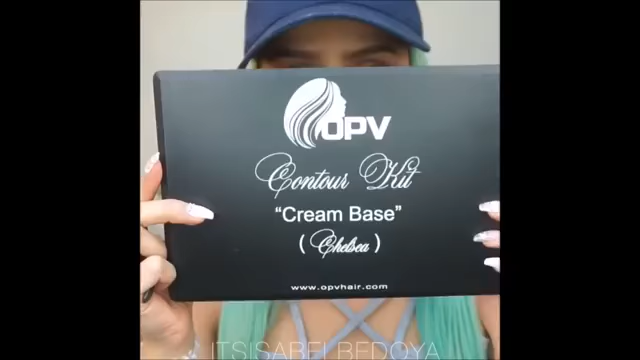 OPV
Contour Kit
“Cream Base”
(Chelsea)
www.opvhair.com
ITSISABELBEDOYA